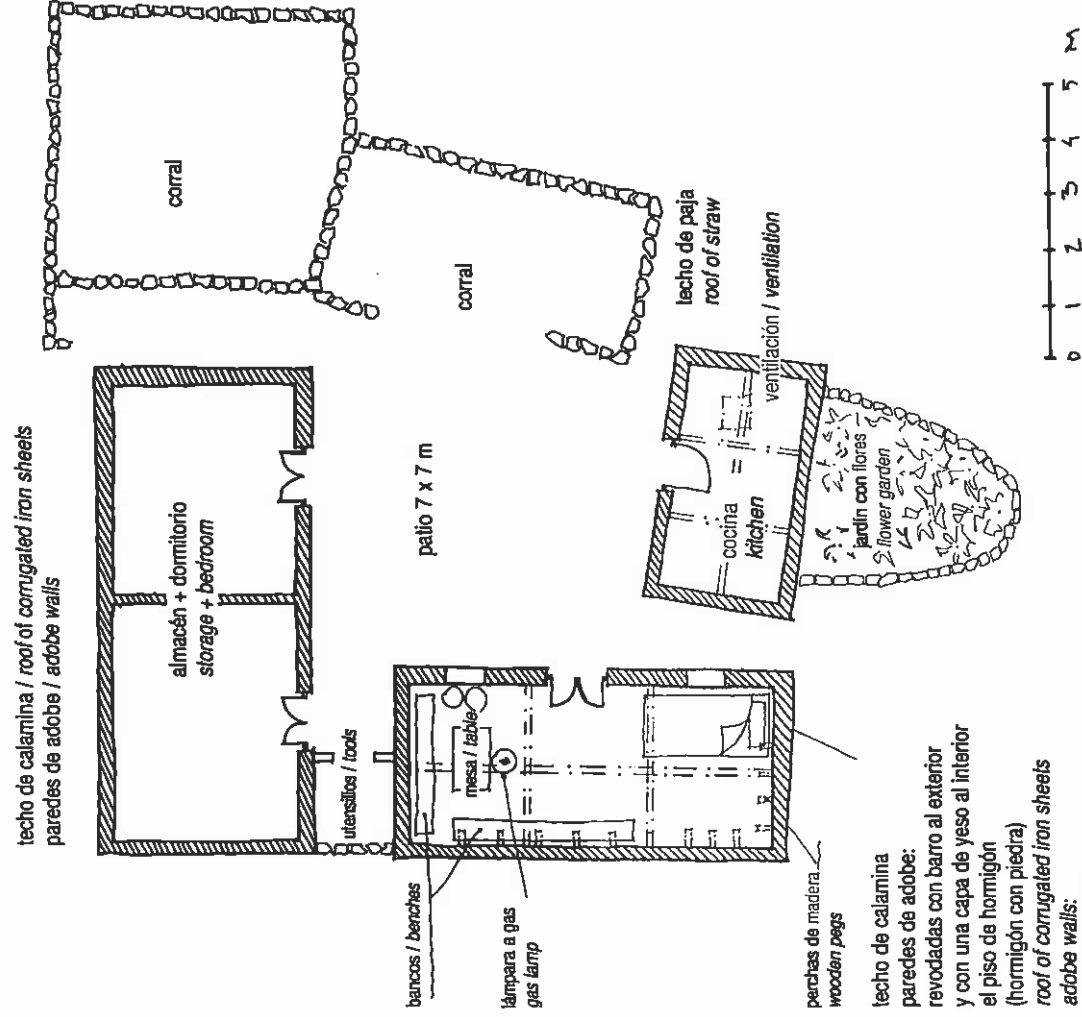 techo de calamina / roof of corrugated iron sheets
paredes de adobe / adobe walls
corral
almacén + dormitorio
storage + bedroom
corral
patio 7 x 7 m
techo de paja
roof of straw
ventilación / ventilation
cocina
kitchen
jardin con flores
flower garden
utensilios / tools
mesa / table
bancos / benches
lámpara a gas
gas lamp
perchas de madera
wooden pegs
techo de calamina
paredes de adobe:
revodadas con barro al exterior
y con una capa de yeso al interior
el piso de hormigón
(hormigón con piedra)
roof of corrugated iron sheets
adobe walls:
0 1 2 3 4 5 M